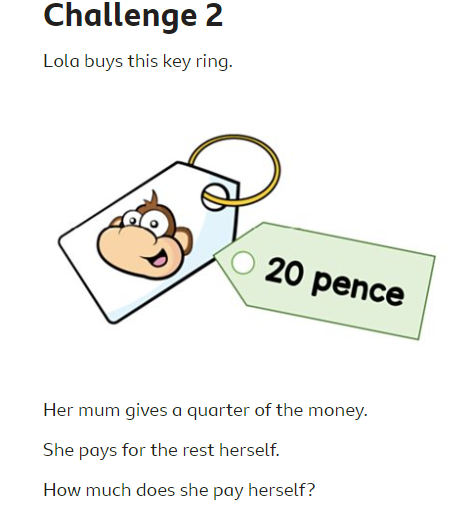 Challenge 2
Lola buys this key ring.
20 pence
Her mum gives a quarter of the money.
She pays for the rest herself.
How much does she pay herself?